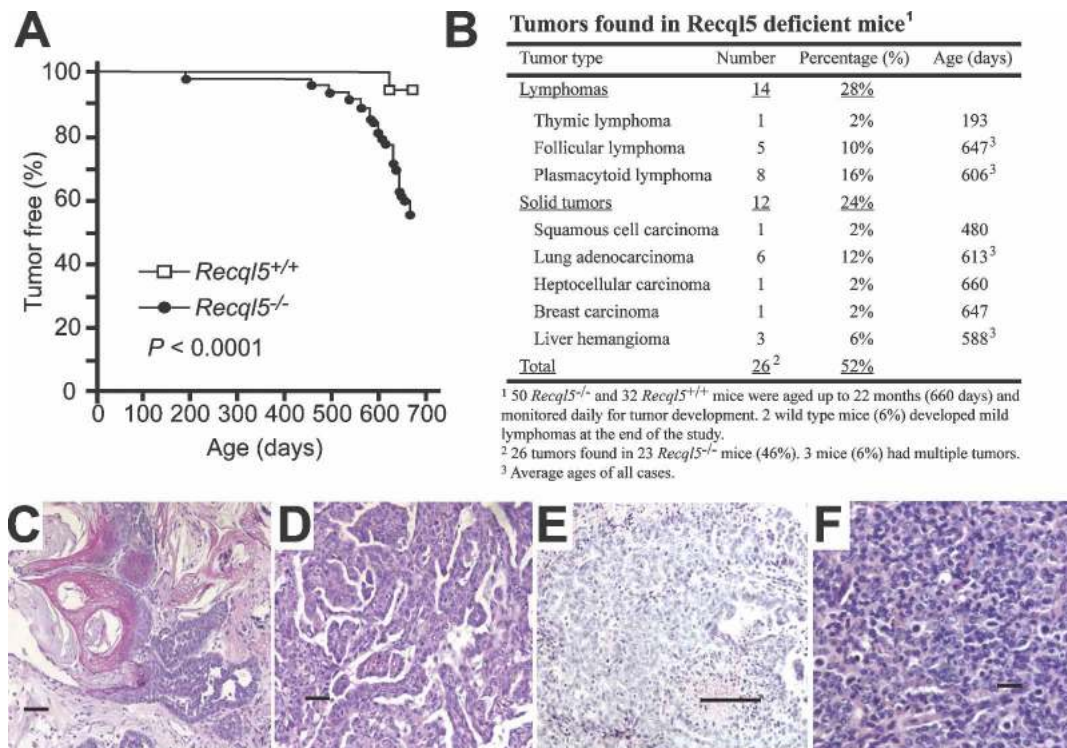 A
Tumor free (%)
100
80
60
40
60
80
100
0
0 100 200 300 400 500 600 700
Age (days)
Recql5+/+
Recql5-/-
P < 0.0001
B
Tumors found in Recql5 deficient mice1
Tumor type Number Percentage (%) Age (days)
Lymphomas 14 28%
Thymic lymphoma 1 2% 193
Follicular lymphoma 5 10% 6473
Plasmacytoid lymphoma 8 16% 6063
Solid tumors 12 24%
Squamous cell carcinoma 1 2% 480
Lung adenocarcinoma 6 12% 6133
Heptocellular carcinoma 1 2% 660
Breast carcinoma 1 2% 647
Liver hemangioma 3 6% 5883
Total 262 52%
1 50 Recql5-/- and 32 Recql5+/+ mice were aged up to 22 months (660 days) and
monitored daily for tumor development. 2 wild type mice (6%) developed mild
lymphomas at the end of the study.
2 26 tumors found in 23 Recql5-/- mice (46%). 3 mice (6%) had multiple tumors.
3 Average ages of all cases.
C
D
E
F